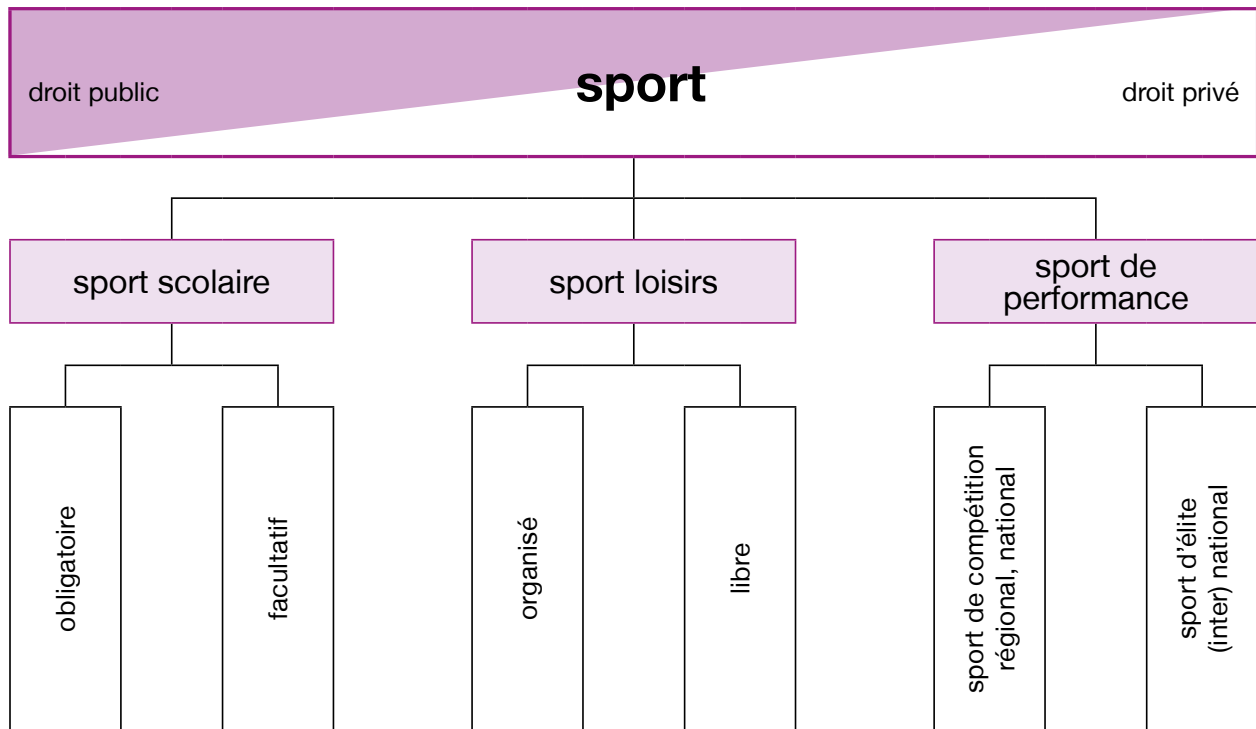 droit public
sport
droit privé
sport scolaire
sport loisirs
sport de
performance
obligatoire
facultatif
organisé
libre
sport de compétition
régional, national
sport d'élite
(inter) national